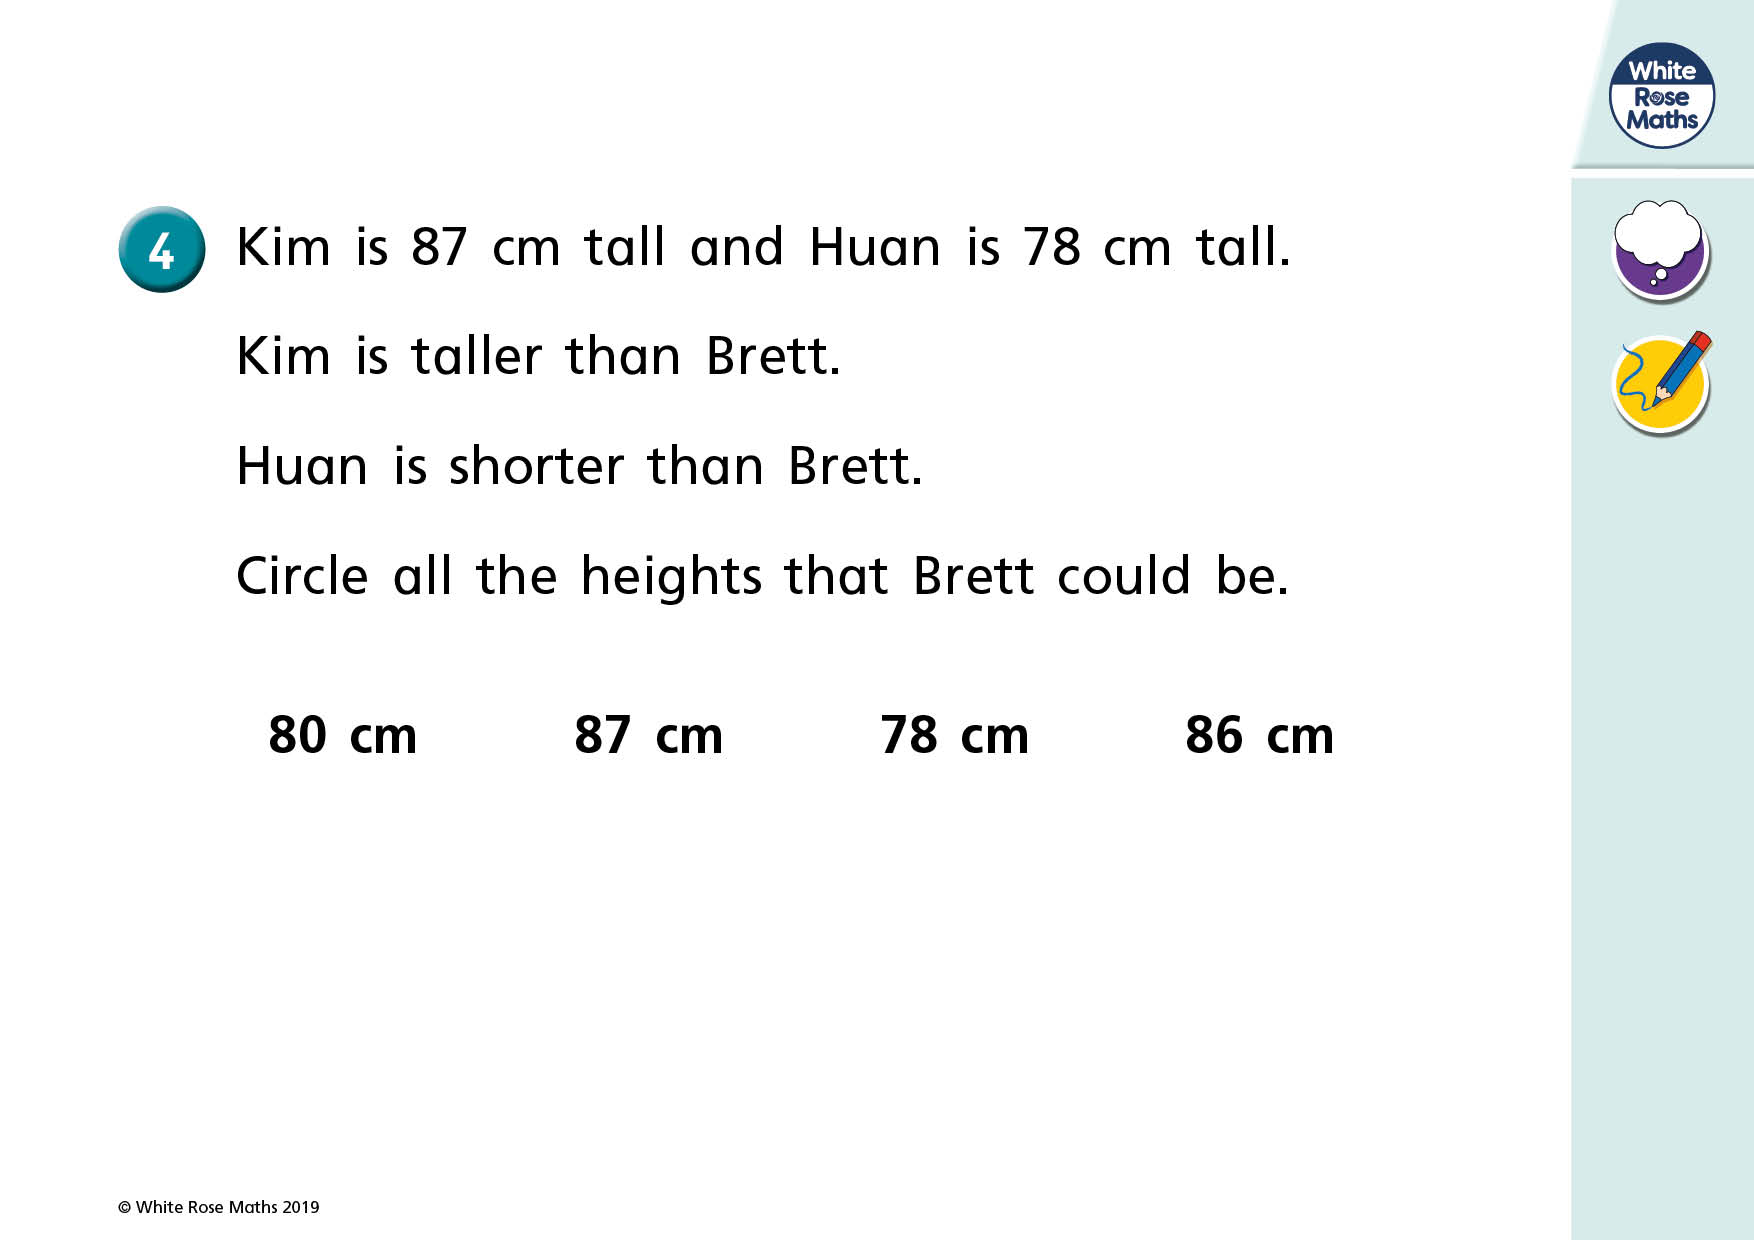 White
Rose
Maths
4 Kim is 87 cm tall and Huan is 78 cm tall.
Kim is taller than Brett.
Huan is shorter than Brett.
Circle all the heights that Brett could be.
80 cm 87 cm 78 cm 86 cm
© White Rose Maths 2019